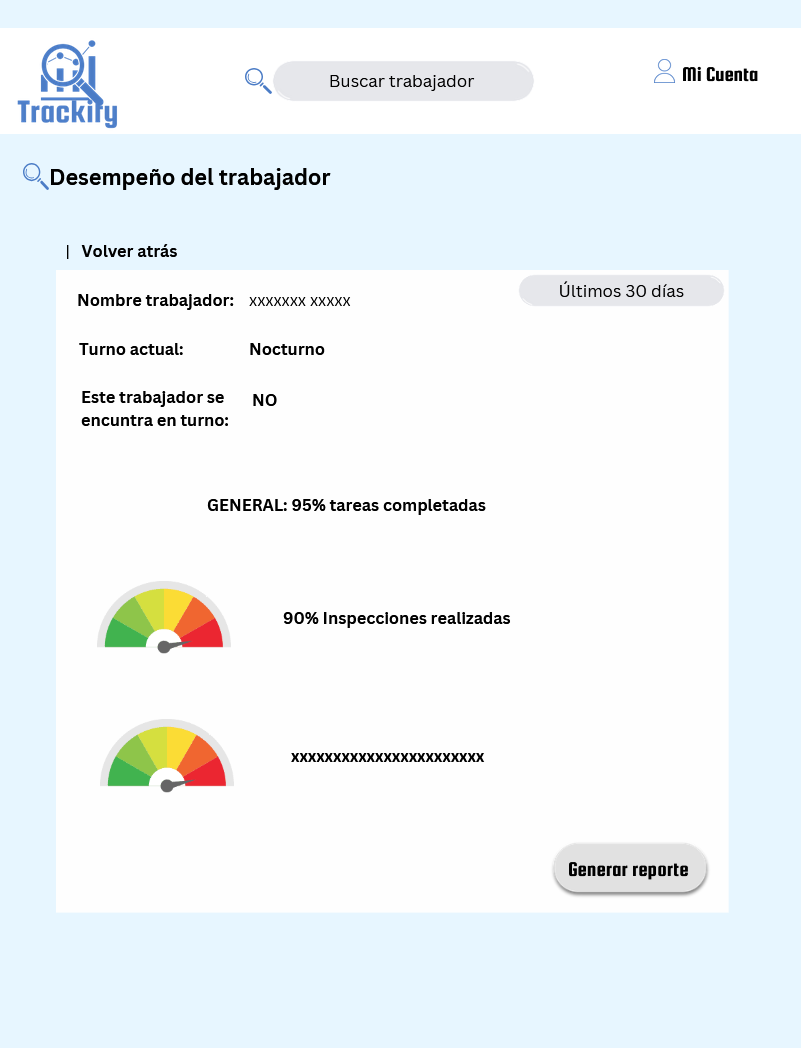 Trackify
Buscar trabajador
Mi Cuenta
Desempeño del trabajador
| Volver atrás
Últimos 30 días
Nombre trabajador: xxxxxxx xxxxx
Turno actual: Nocturno
Este trabajador se
encuntra en turno: NO
GENERAL: 95% tareas completadas
90% Inspecciones realizadas
xxxxxxxxxxxxxxxxxxxxxxx
Generar reporte